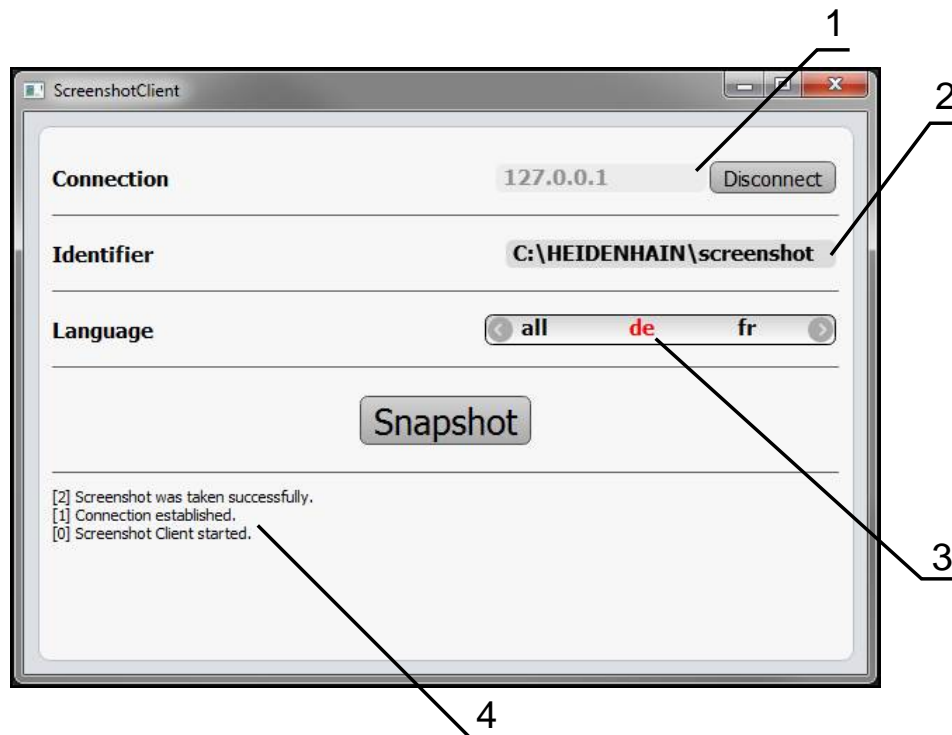 1
ScreenshotClient
2
Connection 127.0.0.1 Disconnect
Identifier C:\HEIDENHAIN\screenshot
Language all de fr
Snapshot
[2] Screenshot was taken successfully.
[1] Connection established.
[0] Screenshot Client started.
3
4